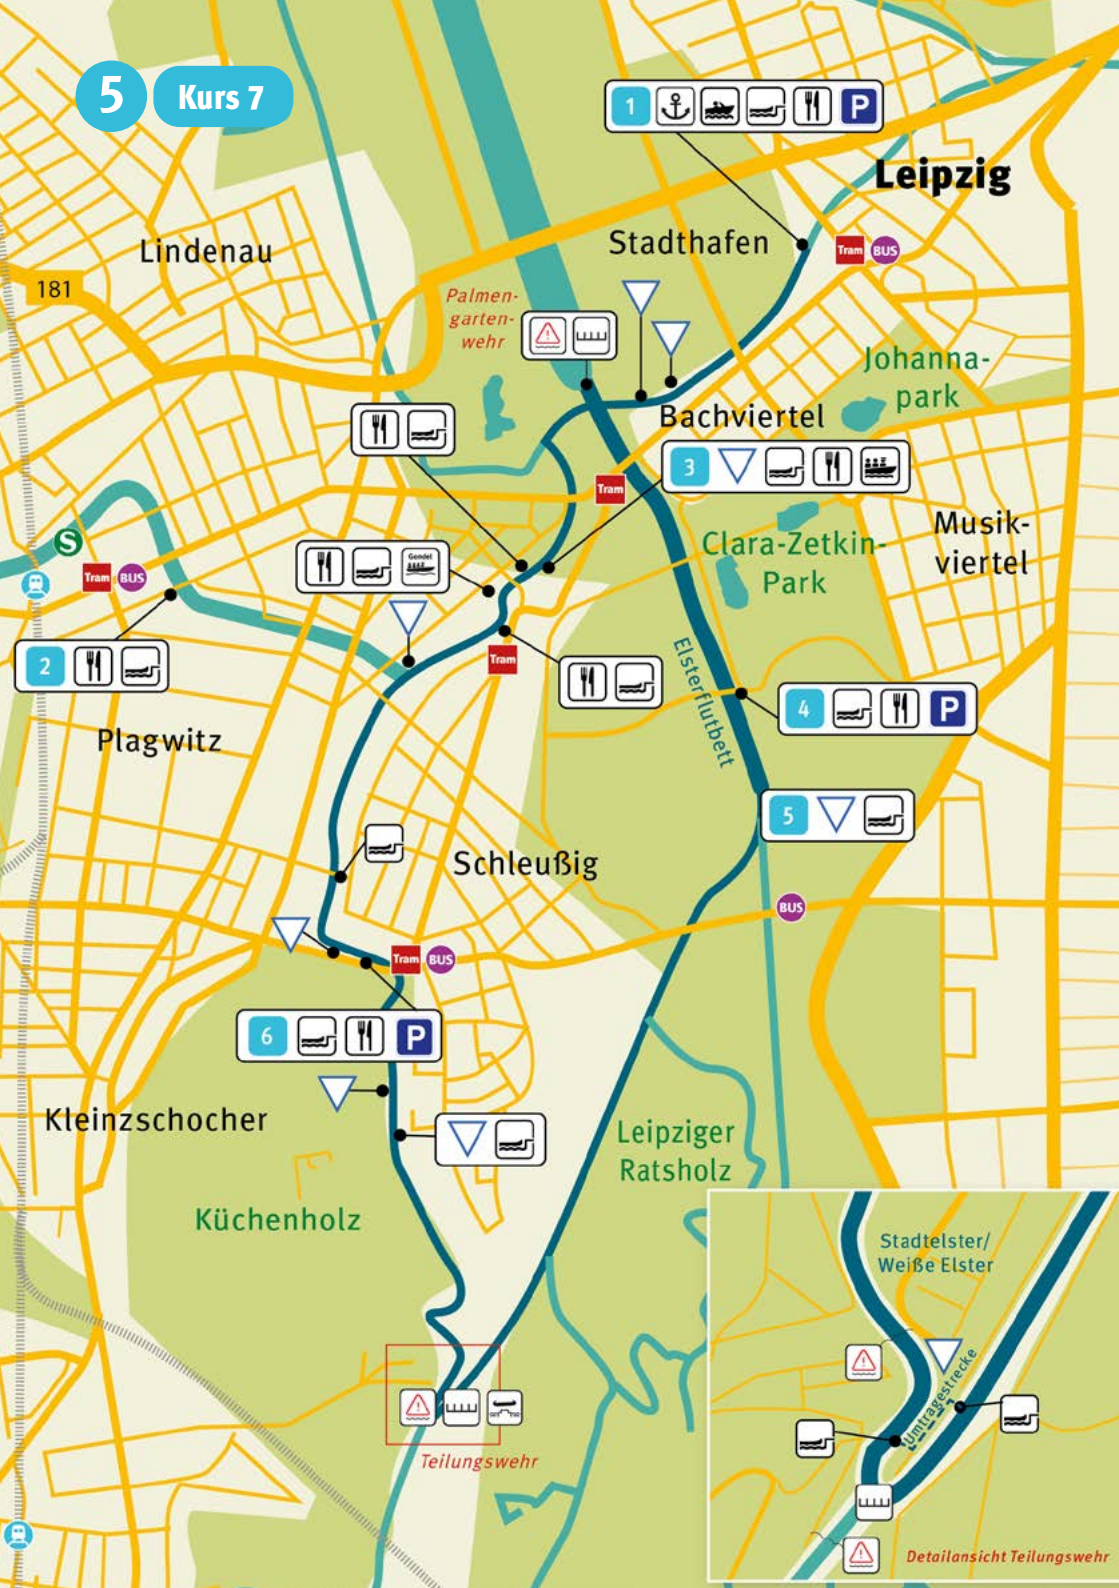 5 Kurs 7
1 P
Leipzig
Stadthafen
Tram BUS
Lindenau
181
Palmen-
garten-
wehr
Johanna-
park
Bachviertel
3
Tram
Musik-
viertel
Clara-Zetkin-
Park
S
Tram BUS
Gondel
2
Tram
Elsterflutbett
4 P
Plagwitz
5
Schleußig
BUS
Tram BUS
6 P
Kleinzschocher
Leipziger
Ratsholz
Küchenholz
Stadtelster/
Weiße Elster
Umtragestrecke
Teilungswehr
Detailansicht Teilungswehr